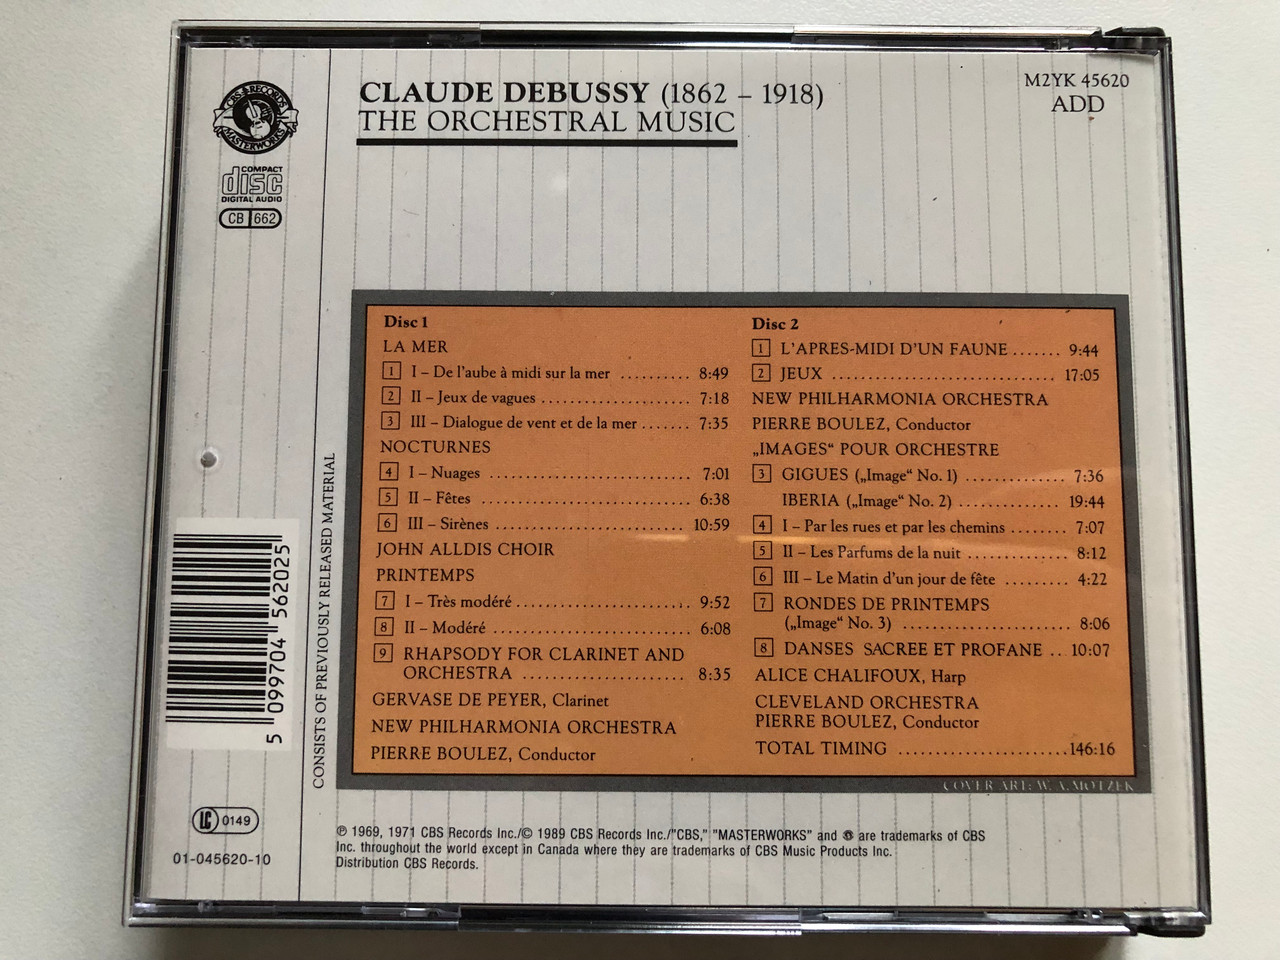 CBS RECORDS
MASTERWORKS
COMPACT
disc
DIGITAL AUDIO
CB 662
CLAUDE DEBUSSY (1862 – 1918)
THE ORCHESTRAL MUSIC
M2YK 45620
ADD
Disc 1
LA MER
1 I – De l'aube à midi sur la mer .......... 8:49
2 II – Jeux de vagues ...................... 7:18
3 III – Dialogue de vent et de la mer ....... 7:35
NOCTURNES
4 I – Nuages .............................. 7:01
5 II – Fêtes .............................. 6:38
6 III – Sirènes ........................... 10:59
JOHN ALLDIS CHOIR
PRINTEMPS
7 I – Très modéré .......................... 9:52
8 II – Modéré ............................. 6:08
9 RHAPSODY FOR CLARINET AND
ORCHESTRA ........................ 8:35
GERVASE DE PEYER, Clarinet
NEW PHILHARMONIA ORCHESTRA
PIERRE BOULEZ, Conductor
Disc 2
1 L'APRES-MIDI D'UN FAUNE ....... 9:44
2 JEUX ................................. 17:05
NEW PHILHARMONIA ORCHESTRA
PIERRE BOULEZ, Conductor
„IMAGES“ POUR ORCHESTRE
3 GIGUES („Image“ No. 1) ............... 7:36
IBERIA („Image“ No. 2) ................ 19:44
4 I – Par les rues et par les chemins ........ 7:07
5 II – Les Parfums de la nuit ............... 8:12
6 III – Le Matin d'un jour de fête ......... 4:22
7 RONDES DE PRINTEMPS
(„Image“ No. 3) ........................ 8:06
8 DANSES SACREE ET PROFANE .. 10:07
ALICE CHALIFOUX, Harp
CLEVELAND ORCHESTRA
PIERRE BOULEZ, Conductor
TOTAL TIMING ........................ 146:16
COVER ART: W. A. MOTZEK
CONSISTS OF PREVIOUSLY RELEASED MATERIAL
5 099704 562025
LC 0149
01-045620-10
℗ 1969, 1971 CBS Records Inc./© 1989 CBS Records Inc./"CBS," "MASTERWORKS" and are trademarks of CBS
Inc. throughout the world except in Canada where they are trademarks of CBS Music Products Inc.
Distribution CBS Records.